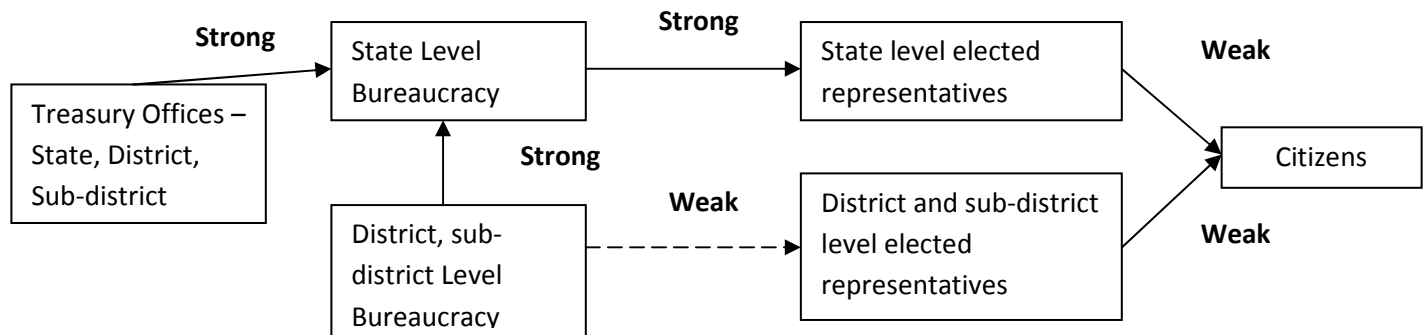 Strong
State Level
Bureaucracy
Strong
State level elected
representatives
Weak
Treasury Offices –
State, District,
Sub-district
Citizens
Strong
District, sub-
district Level
Bureaucracy
Weak
District and sub-district
level elected
representatives
Weak